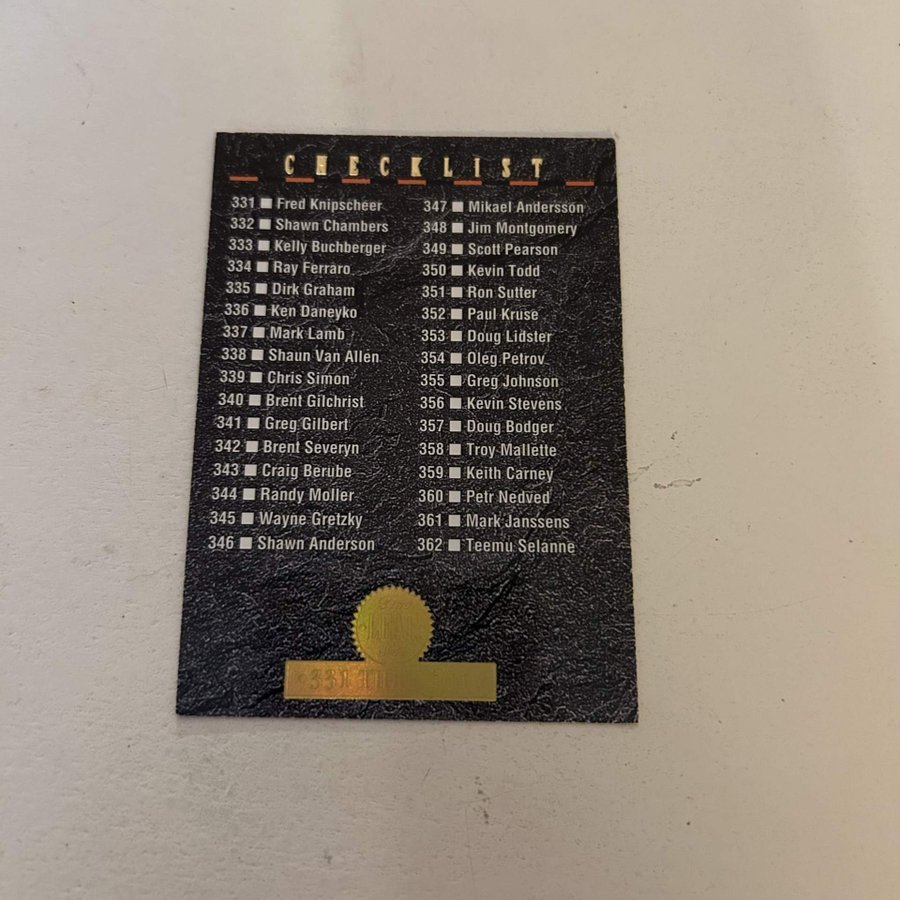 CHECKLIST
331 Fred Knipscheer
332 Shawn Chambers
333 Kelly Buchberger
334 Ray Ferraro
335 Dirk Graham
336 Ken Daneyko
337 Mark Lamb
338 Shaun Van Allen
339 Chris Simon
340 Brent Gilchrist
341 Greg Gilbert
342 Brent Severyn
343 Craig Berube
344 Randy Moller
345 Wayne Gretzky
346 Shawn Anderson
347 Mikael Andersson
348 Jim Montgomery
349 Scott Pearson
350 Kevin Todd
351 Ron Sutter
352 Paul Kruse
353 Doug Lidster
354 Oleg Petrov
355 Greg Johnson
356 Kevin Stevens
357 Doug Bodger
358 Troy Mallette
359 Keith Carney
360 Petr Nedved
361 Mark Janssens
362 Teemu Selanne
331